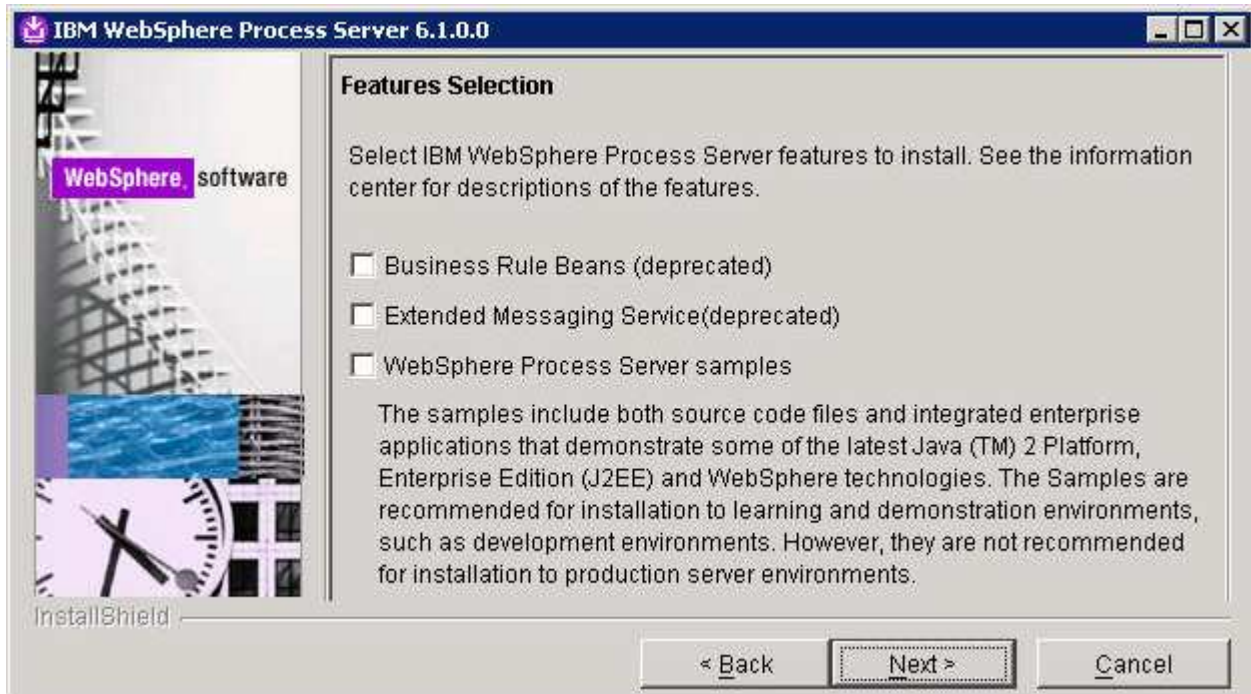 IBM WebSphere Process Server 6.1.0.0
WebSphere. software
Features Selection
Select IBM WebSphere Process Server features to install. See the information
center for descriptions of the features.
Business Rule Beans (deprecated)
Extended Messaging Service(deprecated)
WebSphere Process Server samples
The samples include both source code files and integrated enterprise
applications that demonstrate some of the latest Java (TM) 2 Platform,
Enterprise Edition (J2EE) and WebSphere technologies. The Samples are
recommended for installation to learning and demonstration environments,
such as development environments. However, they are not recommended
for installation to production server environments.
InstallShield
< Back
Next >
Cancel